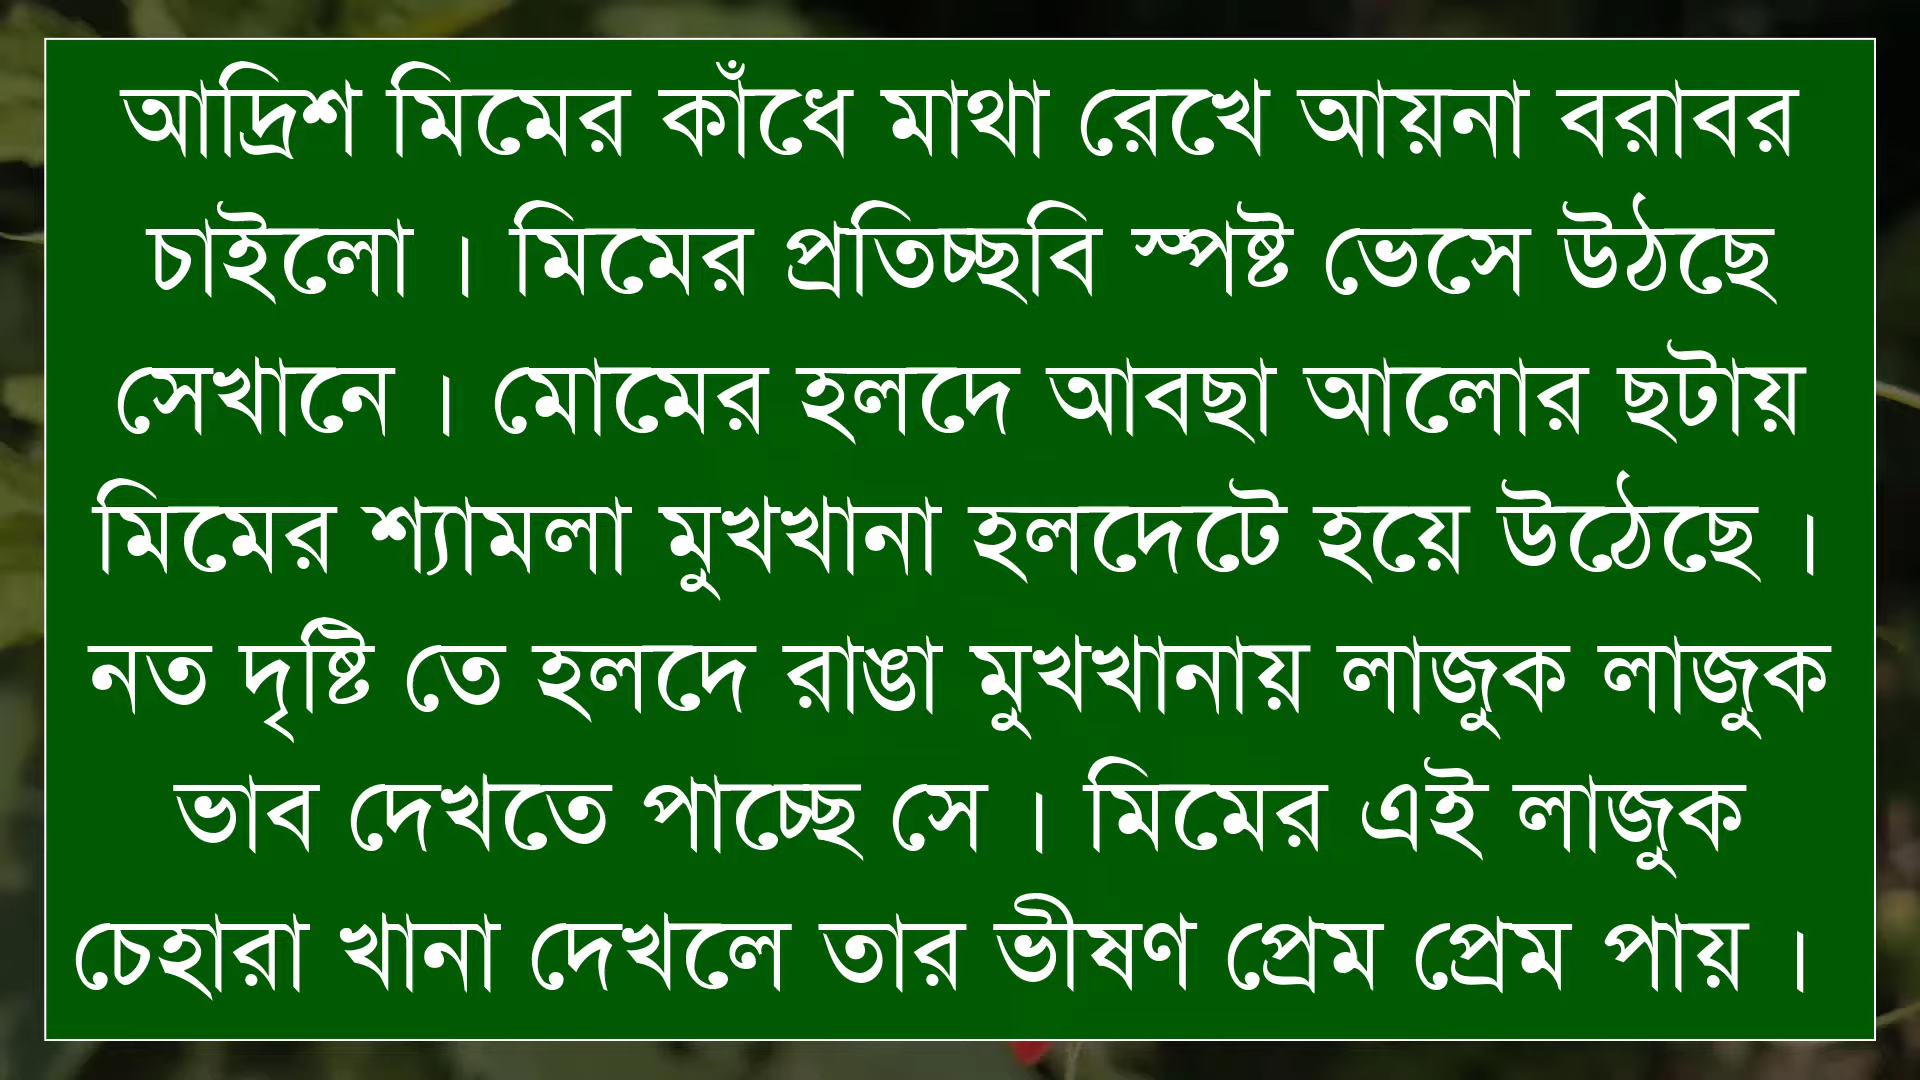 আদ্রিশ মিমের কাঁধে মাথা রেখে আয়না বরাবর
চাইলো । মিমের প্রতিচ্ছবি স্পষ্ট ভেসে উঠছে
সেখানে । মোমের হলদে আবছা আলোর ছটায়
মিমের শ্যামলা মুখখানা হলদেটে হয়ে উঠেছে ।
নত দৃষ্টি তে হলদে রাঙা মুখখানায় লাজুক লাজুক
ভাব দেখতে পাচ্ছে সে । মিমের এই লাজুক
চেহারা খানা দেখলে তার ভীষণ প্রেম প্রেম পায় ।